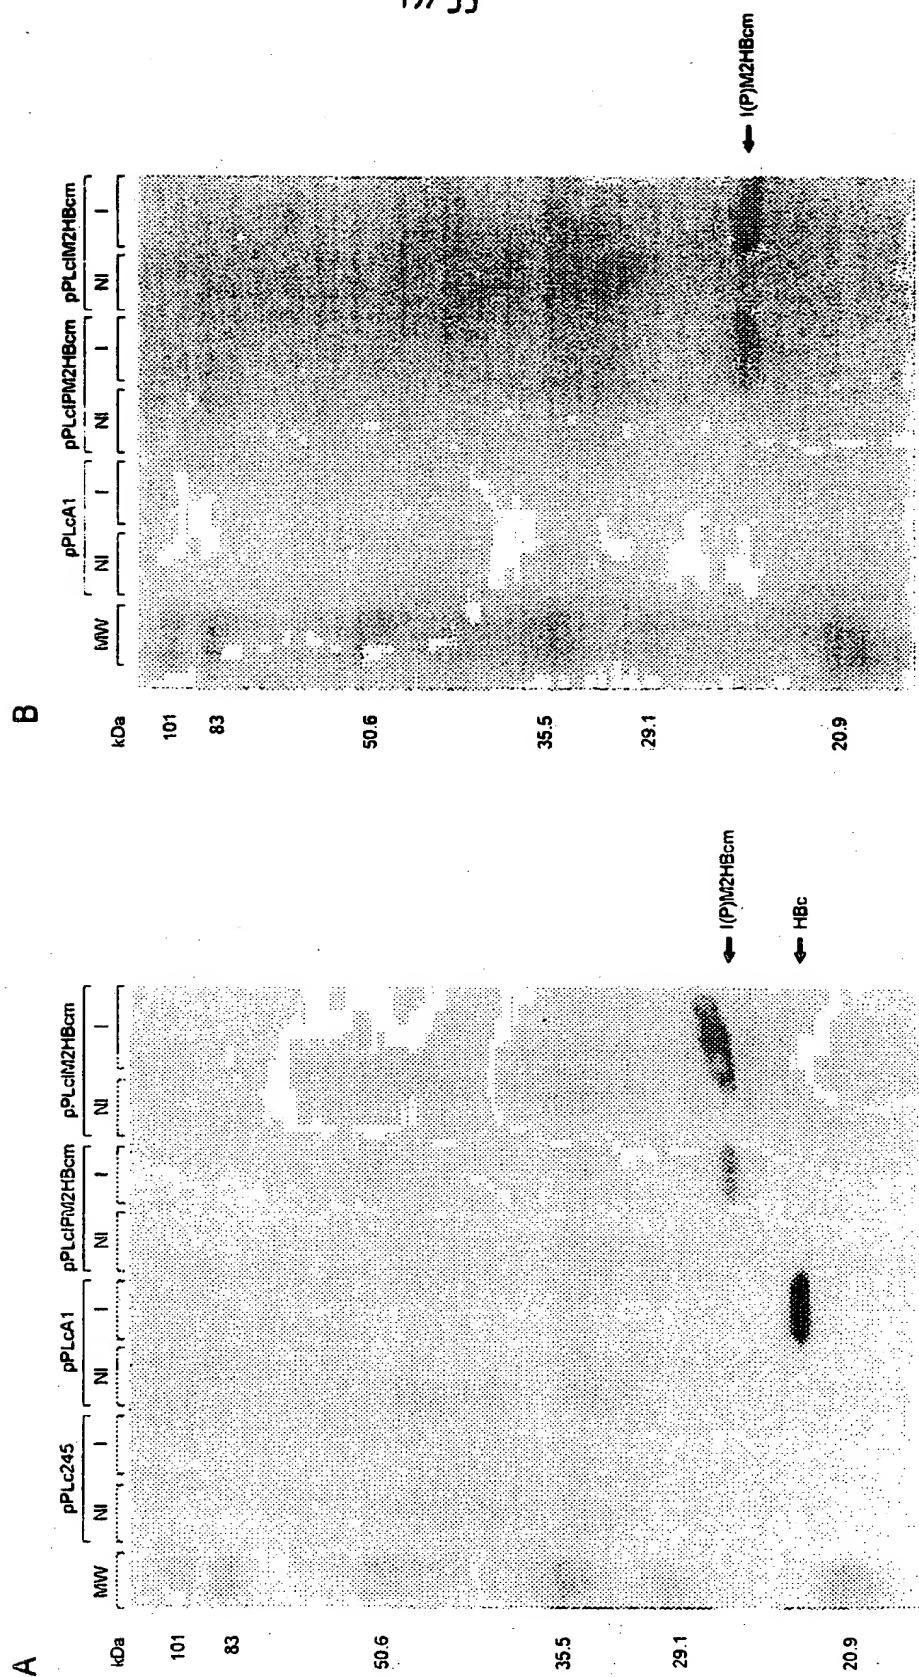 A
kDa
MW
pPLc245
NI
I
pPLcA1
NI
I
pPLcIPM2HBcm
NI
I
pPLcIM2HBcm
NI
I
101
83
50.6
35.5
29.1
20.9
I(P)M2HBcm
HBc
B
kDa
MW
pPLcA1
NI
I
pPLcIPM2HBcm
NI
I
pPLcIM2HBcm
NI
I
101
83
50.6
35.5
29.1
20.9
I(P)M2HBcm